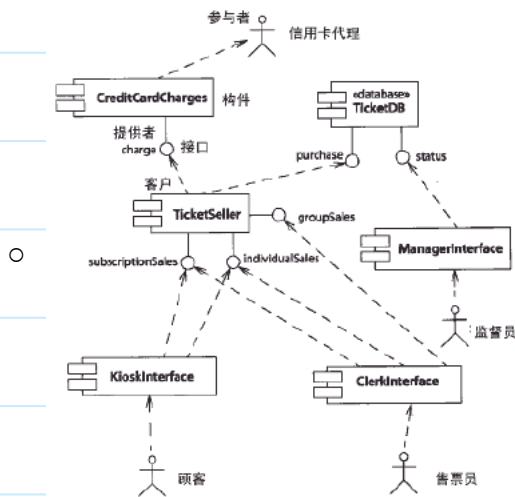 参与者
信用卡代理
CreditCardCharges
构件
«database»
TicketDB
提供者
charge
接口
purchase
status
客户
TicketSeller
groupSales
ManagerInterface
subscriptionSales
individualSales
监督员
KioskInterface
ClerkInterface
顾客
售票员